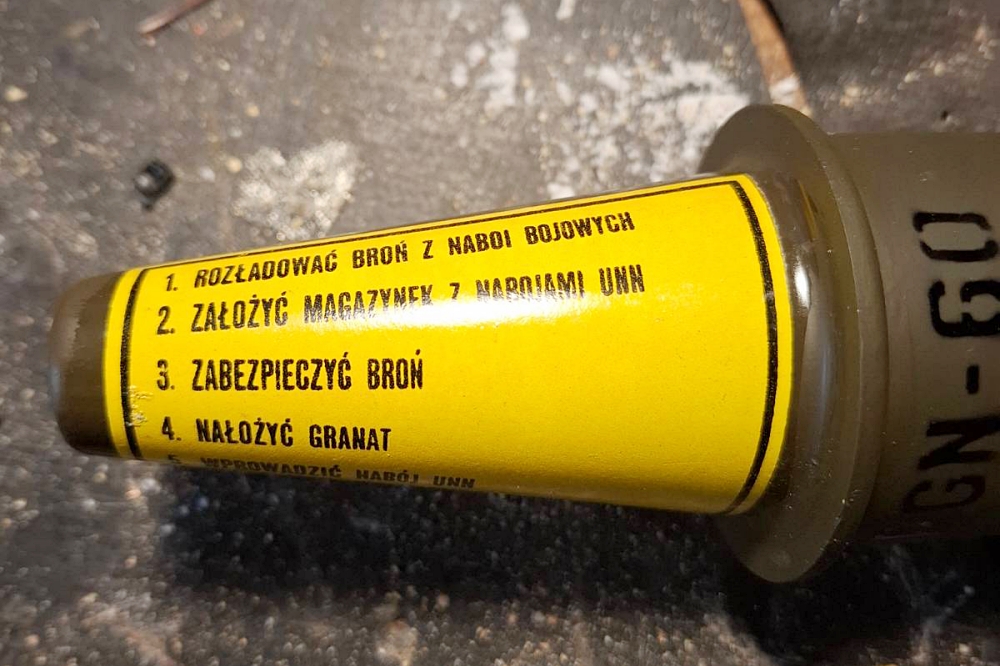 1. ROZŁADOWAĆ BROŃ Z NABOI BOJOWYCH
2. ZAŁOŻYĆ MAGAZYNEK Z NABOJAMI UNN
3. ZABEZPIECZYĆ BROŃ
4. NAŁOŻYĆ GRANAT
5. WPROWADZIĆ NABÓJ UNN
GN-60